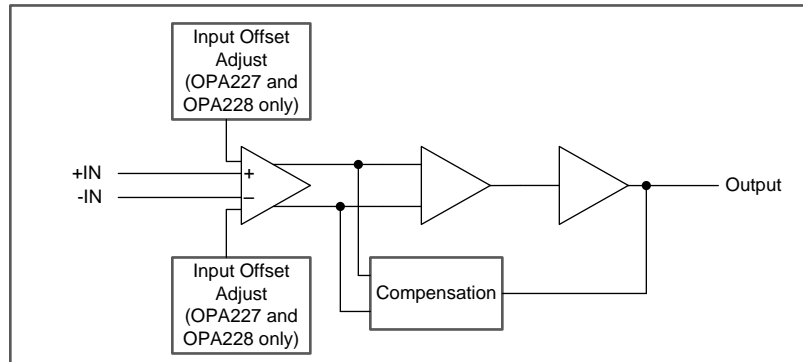 Input Offset
Adjust
(OPA227 and
OPA228 only)
+IN
-IN
+
−
Output
Input Offset
Adjust
(OPA227 and
OPA228 only)
Compensation